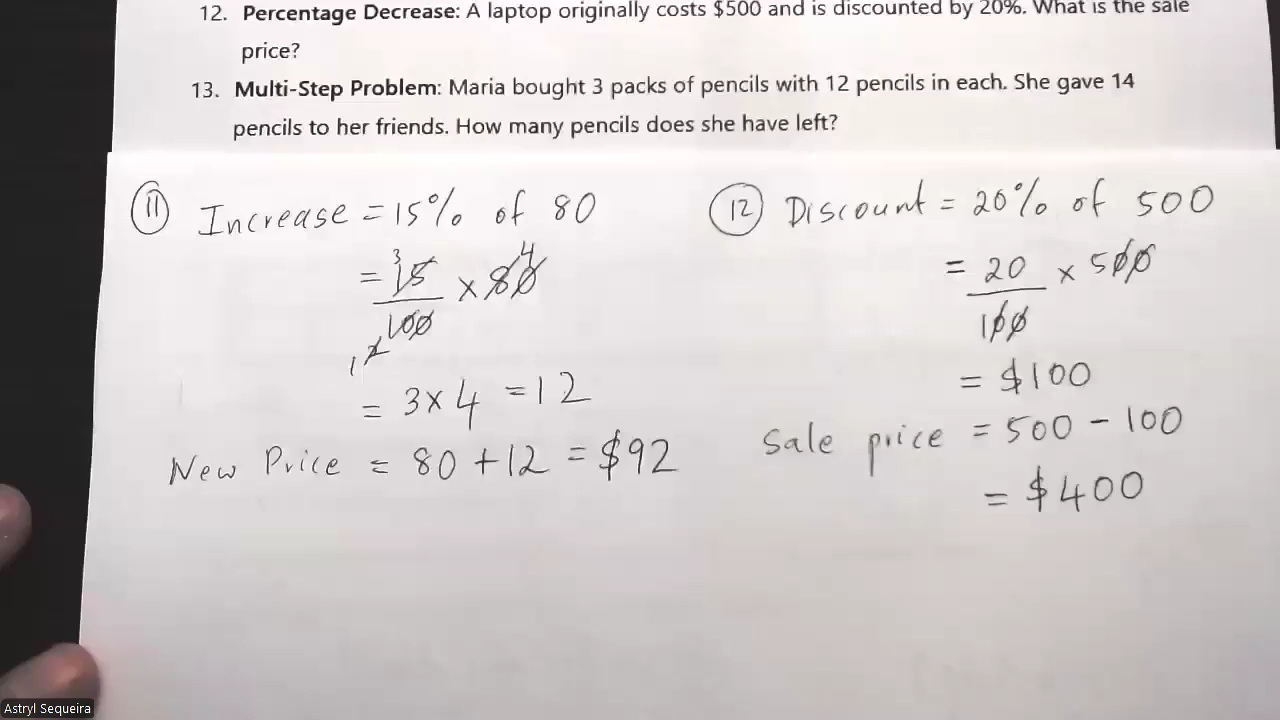 12. Percentage Decrease: A laptop originally costs $500 and is discounted by 20%. What is the sale
price?
13. Multi-Step Problem: Maria bought 3 packs of pencils with 12 pencils in each. She gave 14
pencils to her friends. How many pencils does she have left?
11 Increase = 15% of 80
3 4
= 15 × 80
100
1 2
= 3 × 4 = 12
New Price = 80 + 12 = $92
12 Discount = 20% of 500
= 20 × 500
100
= $100
Sale price = 500 - 100
= $400
Astryl Sequeira